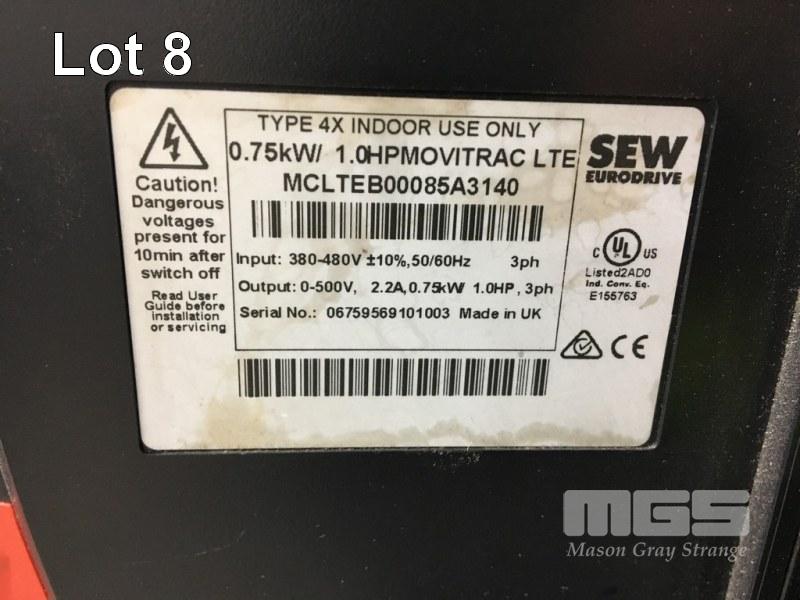 Lot 8
TYPE 4X INDOOR USE ONLY
0.75kW/ 1.0HPMOVITRAC LTE
MCLTEB00085A3140
Input: 380-480V ±10%,50/60Hz 3ph
Output: 0-500V, 2.2A,0.75kW 1.0HP, 3ph
Serial No.: 06759569101003 Made in UK
Caution!
Dangerous
voltages
present for
10min after
switch off
Read User
Guide before
installation
or servicing
SEW
EURODRIVE
C UL US
Listed2AD0
Ind. Conv. Eq.
E155763
CE
MGS
Mason Gray Strange